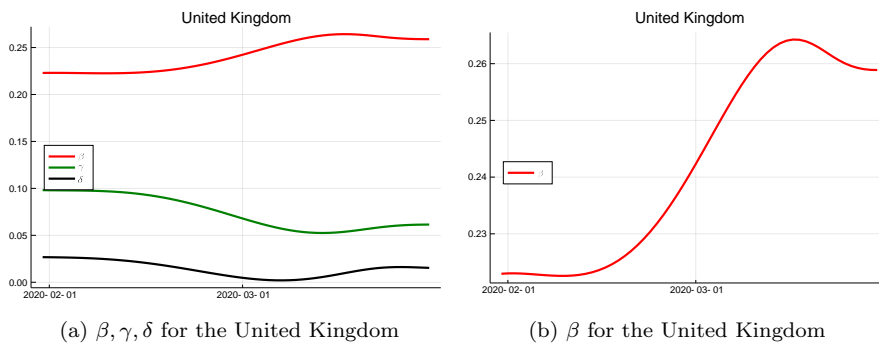 United Kingdom
0.25
0.20
0.15
0.10
0.05
0.00
β
γ
δ
2020- 02- 01
2020- 03- 01
(a) β, γ, δ for the United Kingdom
United Kingdom
0.26
0.25
0.24
0.23
β
2020- 02- 01
2020- 03- 01
(b) β for the United Kingdom